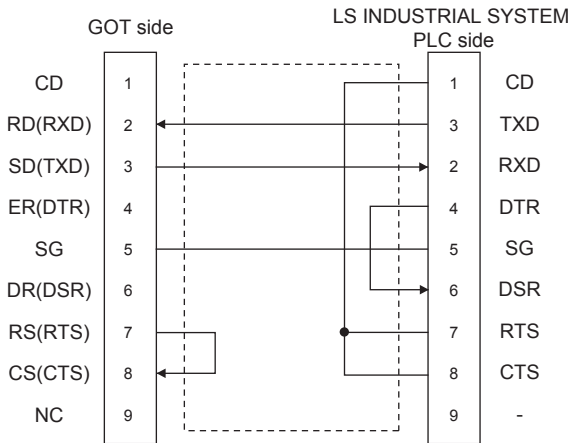 GOT side
LS INDUSTRIAL SYSTEM
PLC side
CD 1 1 CD
RD(RXD) 2 3 TXD
SD(TXD) 3 2 RXD
ER(DTR) 4 4 DTR
SG 5 5 SG
DR(DSR) 6 6 DSR
RS(RTS) 7 7 RTS
CS(CTS) 8 8 CTS
NC 9 9 -